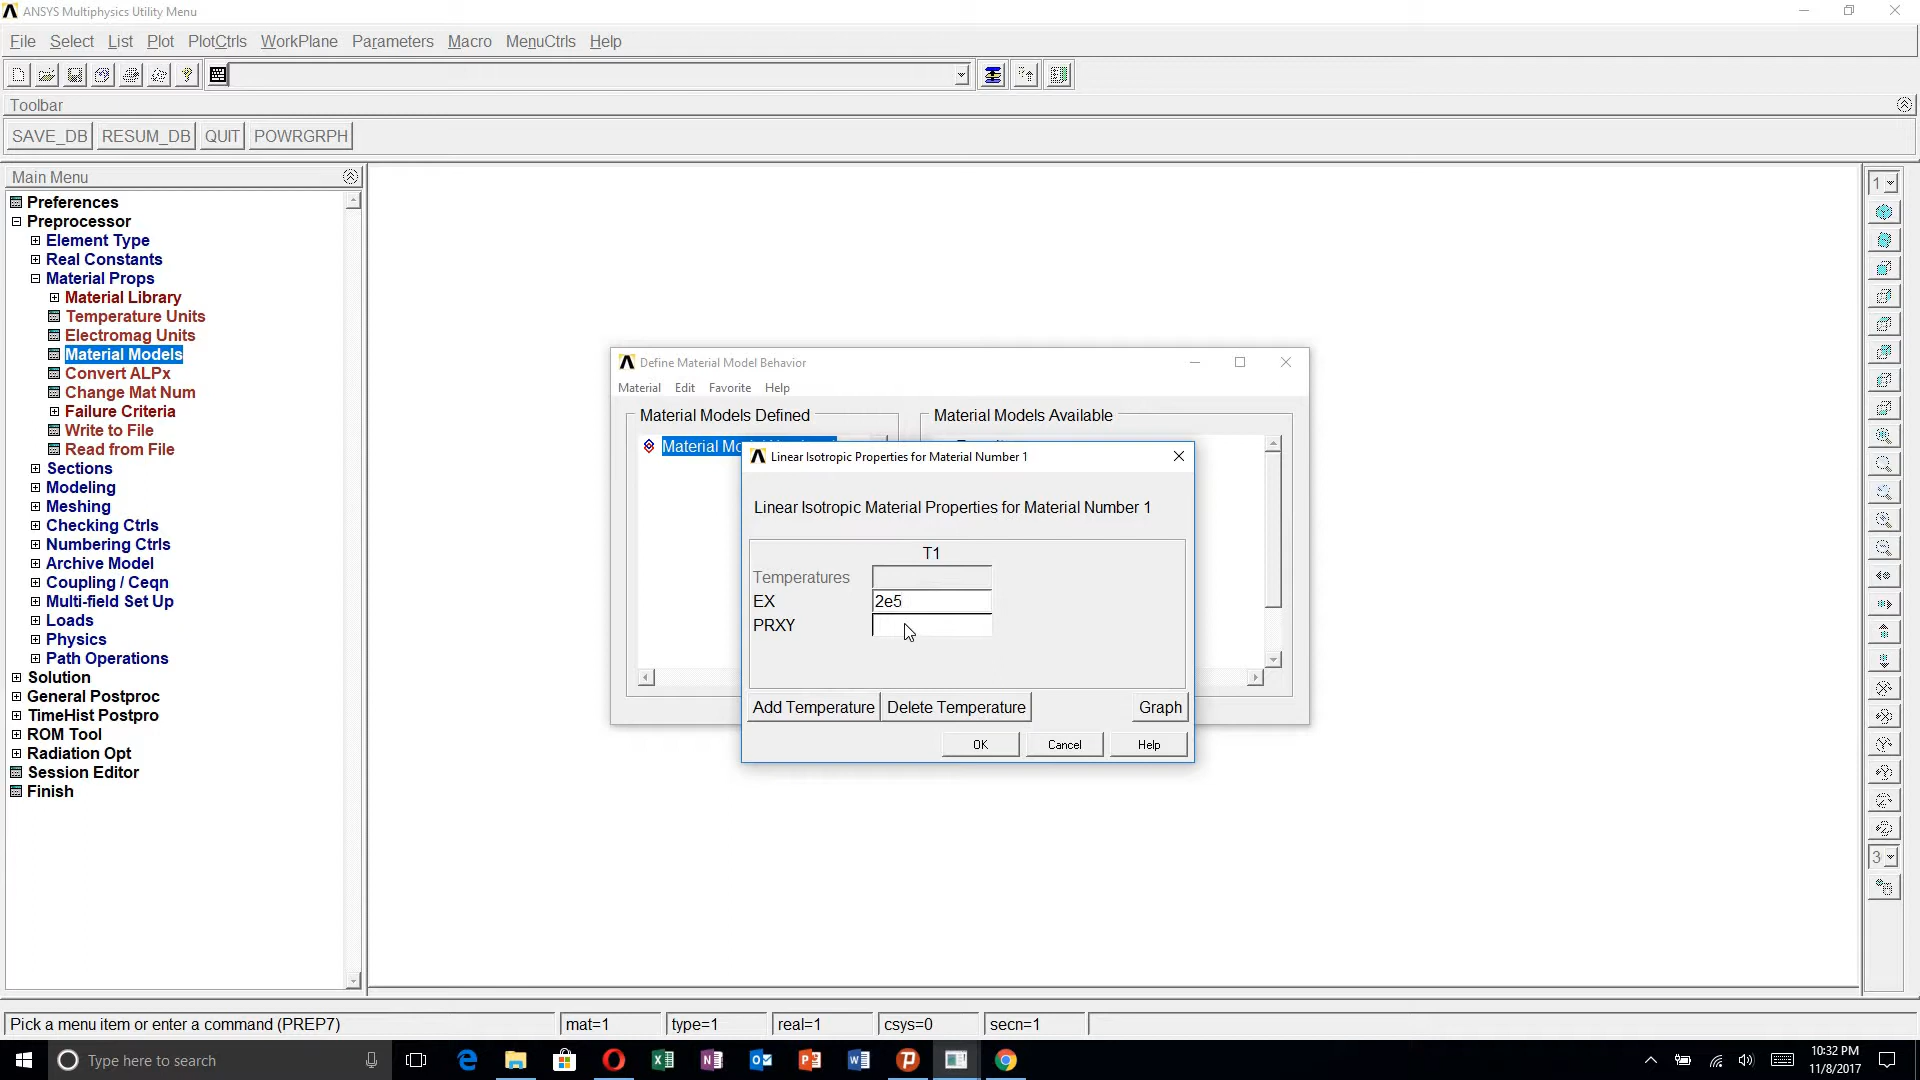 ANSYS Multiphysics Utility Menu
File Select List Plot PlotCtrls WorkPlane Parameters Macro MenuCtrls Help
Toolbar
SAVE_DB RESUM_DB QUIT POWRGRPH
Main Menu
Preferences
Preprocessor
Element Type
Real Constants
Material Props
Material Library
Temperature Units
Electromag Units
Material Models
Convert ALPx
Change Mat Num
Failure Criteria
Write to File
Read from File
Sections
Modeling
Meshing
Checking Ctrls
Numbering Ctrls
Archive Model
Coupling / Ceqn
Multi-field Set Up
Loads
Physics
Path Operations
Solution
General Postproc
TimeHist Postpro
ROM Tool
Radiation Opt
Session Editor
Finish
Define Material Model Behavior
Material Edit Favorite Help
Material Models Defined
Material Models Available
Material
Linear Isotropic Properties for Material Number 1
Linear Isotropic Material Properties for Material Number 1
T1
Temperatures
EX 2e5
PRXY
Add Temperature Delete Temperature Graph
OK Cancel Help
1
3
Pick a menu item or enter a command (PREP7)
mat=1 type=1 real=1 csys=0 secn=1
Type here to search
10:32 PM
11/8/2017